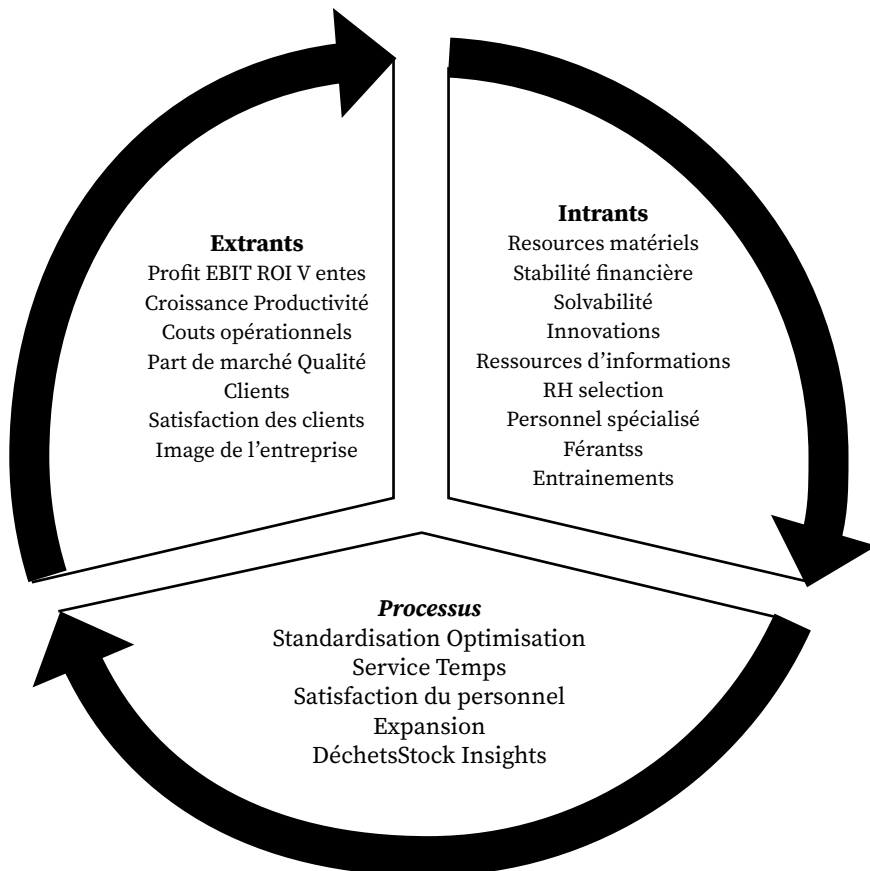 Extrants
Profit EBIT ROI V entes
Croissance Productivité
Couts opérationnels
Part de marché Qualité
Clients
Satisfaction des clients
Image de l’entreprise
Intrants
Resources matériels
Stabilité financière
Solvabilité
Innovations
Ressources d’informations
RH selection
Personnel spécialisé
Férantss
Entrainements
Processus
Standardisation Optimisation
Service Temps
Satisfaction du personnel
Expansion
DéchetsStock Insights